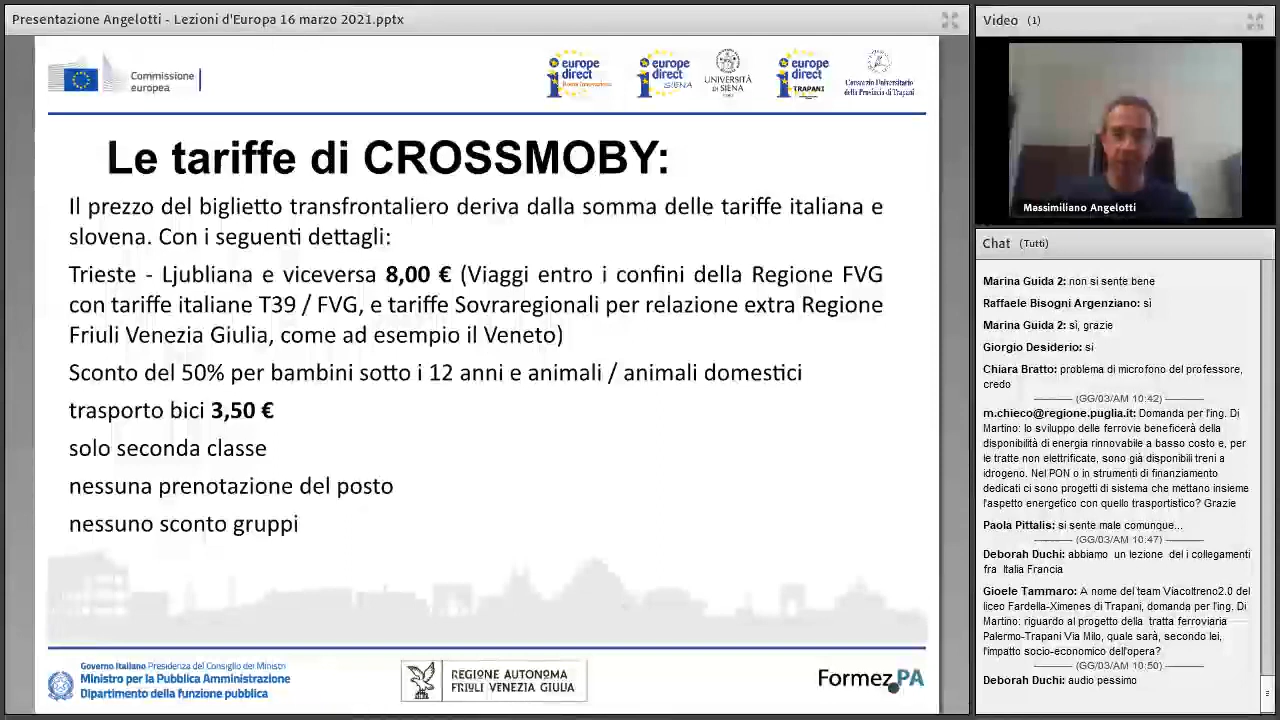 Presentazione Angelotti - Lezioni d'Europa 16 marzo 2021.pptx
Commissione
europea
europe
direct
europe
direct
SIENA
UNIVERSITÀ
DI SIENA
europe
direct
TRAPANI
Consorzio Universitario
della Provincia di Trapani
Le tariffe di CROSSMOBY:
Il prezzo del biglietto transfrontaliero deriva dalla somma delle tariffe italiana e
slovena. Con i seguenti dettagli:
Trieste - Ljubliana e viceversa 8,00 € (Viaggi entro i confini della Regione FVG
con tariffe italiane T39 / FVG, e tariffe Sovraregionali per relazione extra Regione
Friuli Venezia Giulia, come ad esempio il Veneto)
Sconto del 50% per bambini sotto i 12 anni e animali / animali domestici
trasporto bici 3,50 €
solo seconda classe
nessuna prenotazione del posto
nessuno sconto gruppi
Governo Italiano Presidenza del Consiglio dei Ministri
Ministro per la Pubblica Amministrazione
Dipartimento della funzione pubblica
REGIONE AUTONOMA
FRIULI VENEZIA GIULIA
Formez PA
Video (1)
Massimiliano Angelotti
Chat (Tutti)
Marina Guida 2: non si sente bene
Raffaele Bisogni Argenziano: sì
Marina Guida 2: sì, grazie
Giorgio Desiderio: si
Chiara Bratto: problema di microfono del professore,
credo
(GG/03/AM 10:42)
m.chieco@regione.puglia.it: Domanda per l'ing. Di
Martino: lo sviluppo delle ferrovie beneficerà della
disponibilità di energia rinnovabile a basso costo e, per
le tratte non elettrificate, sono già disponibili treni a
idrogeno. Nel PON o in strumenti di finanziamento
dedicati ci sono progetti di sistema che mettano insieme
l'aspetto energetico con quello trasportistico? Grazie
Paola Pittalis: si sente male comunque...
(GG/03/AM 10:47)
Deborah Duchi: abbiamo un lezione del i collegamenti
fra Italia Francia
Gioele Tammaro: A nome del team Viacoltreno2.0 del
liceo Fardella-Ximenes di Trapani, domanda per l'ing. Di
Martino: riguardo al progetto della tratta ferroviaria
Palermo-Trapani Via Milo, quale sarà, secondo lei,
l'impatto socio-economico dell'opera?
(GG/03/AM 10:50)
Deborah Duchi: audio pessimo